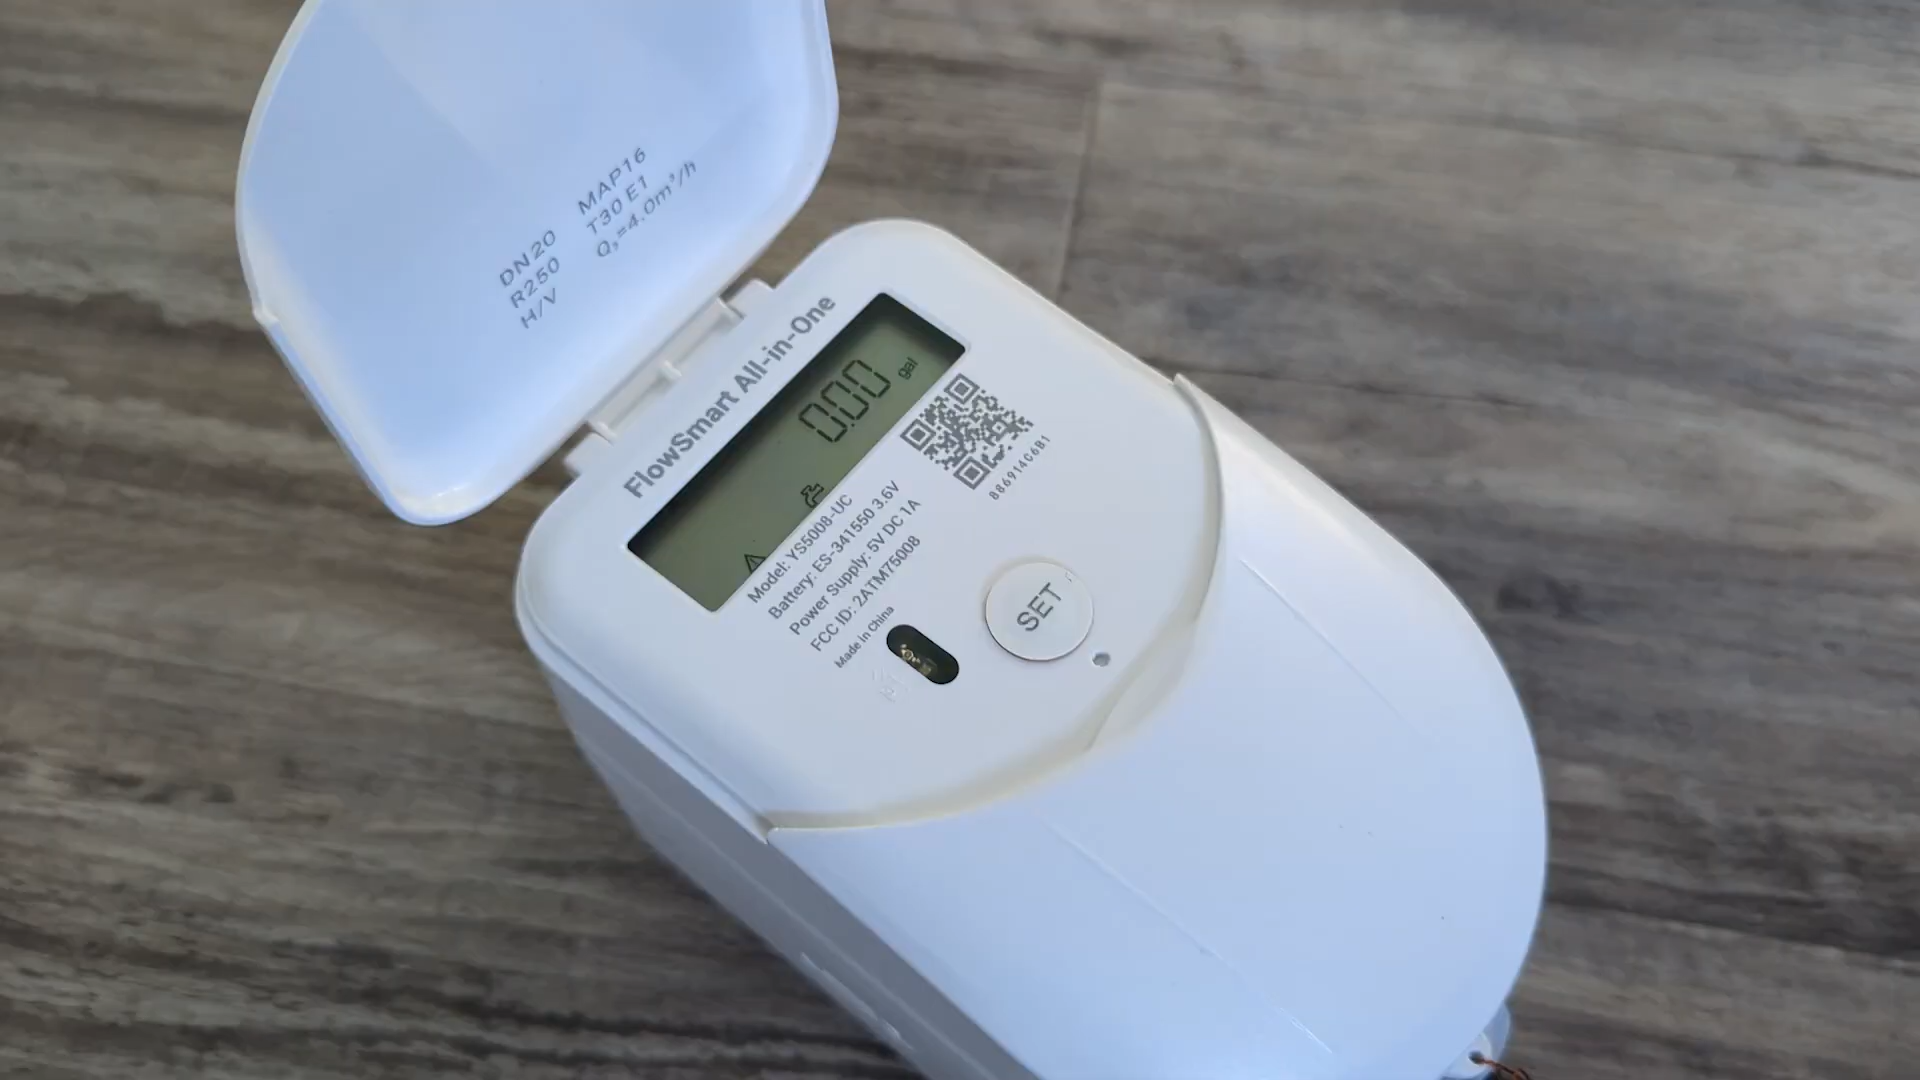 MAP16
DN20 T30 E1
R250 Q₃=4.0m³/h
H/V
FlowSmart All-in-One
0.00 gal
886914C6B1
Model: YS5008-UC
Battery: ES-341550 3.6V
Power Supply: 5V DC 1A
FCC ID: 2ATM75008
Made in China
SET